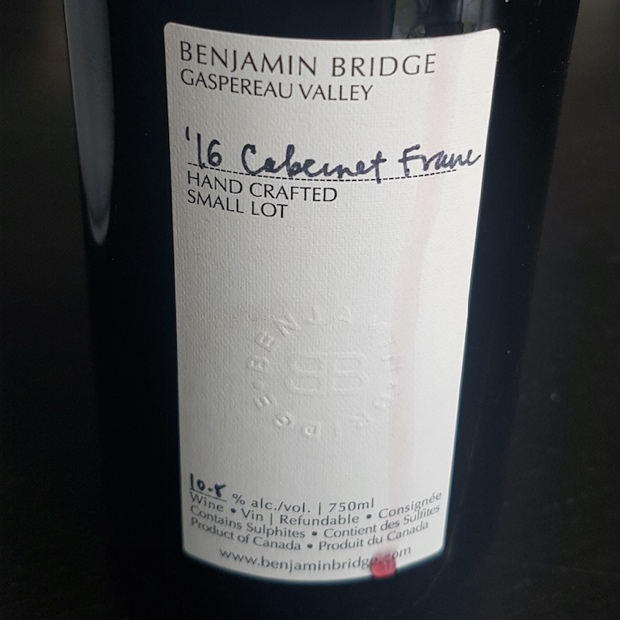 BENJAMIN BRIDGE
GASPEREAU VALLEY
'16 Cabernet Franc
HAND CRAFTED
SMALL LOT
BENJAMIN BRIDGE
BB
10.5 % alc./vol. | 750ml
Wine • Vin | Refundable • Consignée
Contains Sulphites • Contient des Sulfites
Product of Canada • Produit du Canada
www.benjaminbridge.com